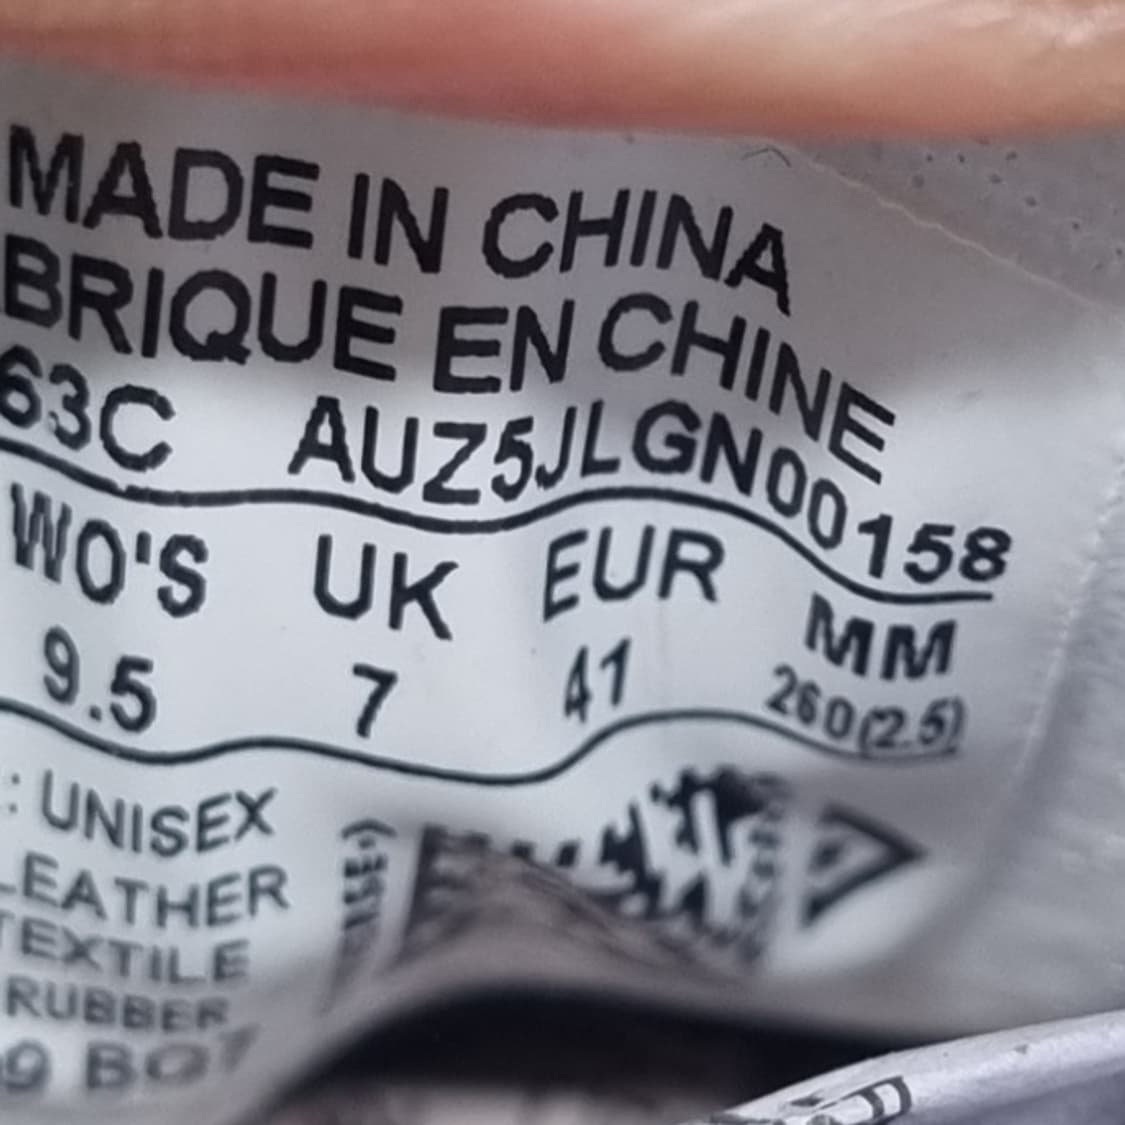 MADE IN CHINA
BRIQUE EN CHINE
63C AUZ5JLGN00158
WO'S UK EUR MM
9.5 7 41 260(2.5)
: UNISEX
LEATHER
TEXTILE
RUBBER